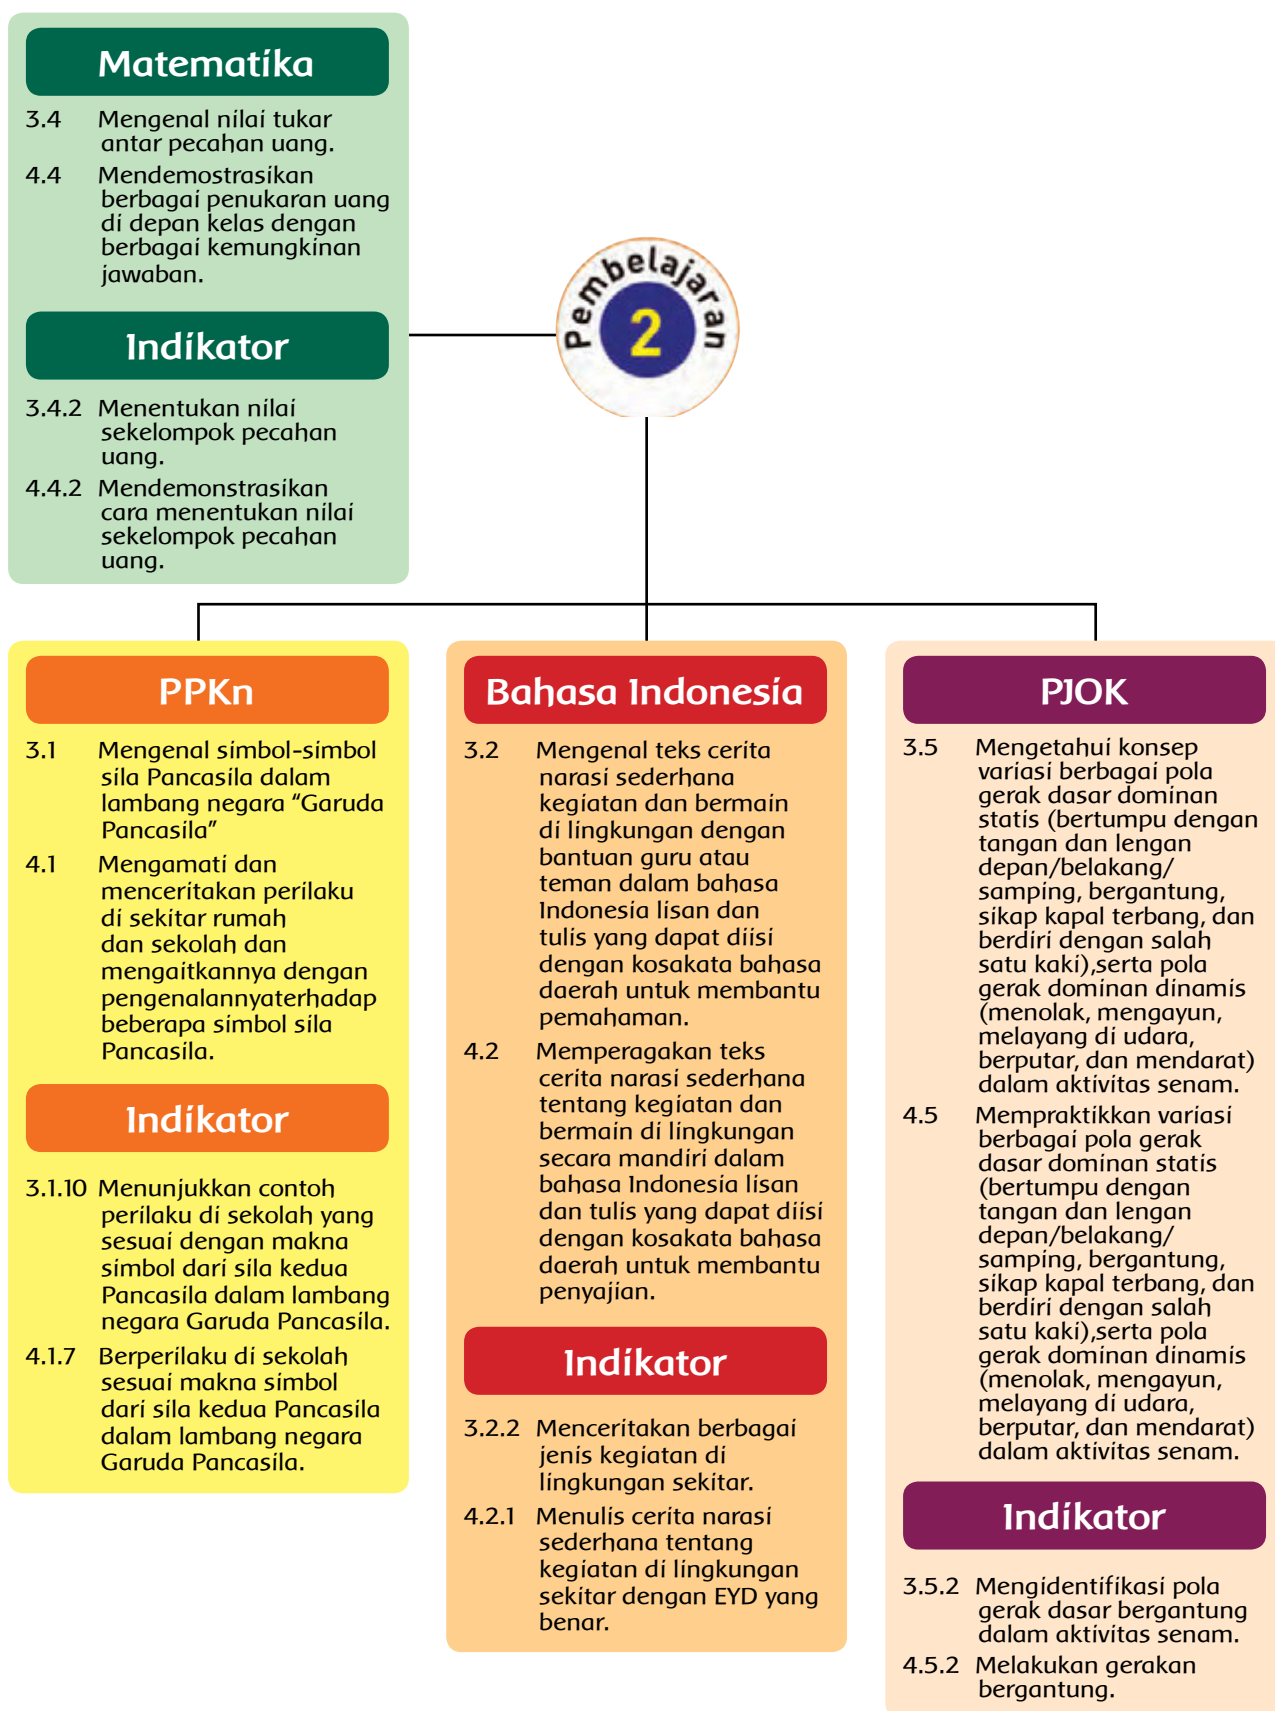 Matematika
3.4 Mengenal nilai tukar
antar pecahan uang.
4.4 Mendemostrasikan
berbagai penukaran uang
di depan kelas dengan
berbagai kemungkinan
jawaban.
Indikator
3.4.2 Menentukan nilai
sekelompok pecahan
uang.
4.4.2 Mendemonstrasikan
cara menentukan nilai
sekelompok pecahan
uang.
Pembelajaran
2
PPKn
3.1 Mengenal simbol-simbol
sila Pancasila dalam
lambang negara “Garuda
Pancasila”
4.1 Mengamati dan
menceritakan perilaku
di sekitar rumah
dan sekolah dan
mengaitkannya dengan
pengenalannyaterhadap
beberapa simbol sila
Pancasila.
Indikator
3.1.10 Menunjukkan contoh
perilaku di sekolah yang
sesuai dengan makna
simbol dari sila kedua
Pancasila dalam lambang
negara Garuda Pancasila.
4.1.7 Berperilaku di sekolah
sesuai makna simbol
dari sila kedua Pancasila
dalam lambang negara
Garuda Pancasila.
Bahasa Indonesia
3.2 Mengenal teks cerita
narasi sederhana
kegiatan dan bermain
di lingkungan dengan
bantuan guru atau
teman dalam bahasa
Indonesia lisan dan
tulis yang dapat diisi
dengan kosakata bahasa
daerah untuk membantu
pemahaman.
4.2 Memperagakan teks
cerita narasi sederhana
tentang kegiatan dan
bermain di lingkungan
secara mandiri dalam
bahasa Indonesia lisan
dan tulis yang dapat diisi
dengan kosakata bahasa
daerah untuk membantu
penyajian.
Indikator
3.2.2 Menceritakan berbagai
jenis kegiatan di
lingkungan sekitar.
4.2.1 Menulis cerita narasi
sederhana tentang
kegiatan di lingkungan
sekitar dengan EYD yang
benar.
PJOK
3.5 Mengetahui konsep
variasi berbagai pola
gerak dasar dominan
statis (bertumpu dengan
tangan dan lengan
depan/belakang/
samping, bergantung,
sikap kapal terbang, dan
berdiri dengan salah
satu kaki),serta pola
gerak dominan dinamis
(menolak, mengayun,
melayang di udara,
berputar, dan mendarat)
dalam aktivitas senam.
4.5 Mempraktikkan variasi
berbagai pola gerak
dasar dominan statis
(bertumpu dengan
tangan dan lengan
depan/belakang/
samping, bergantung,
sikap kapal terbang, dan
berdiri dengan salah
satu kaki),serta pola
gerak dominan dinamis
(menolak, mengayun,
melayang di udara,
berputar, dan mendarat)
dalam aktivitas senam.
Indikator
3.5.2 Mengidentifikasi pola
gerak dasar bergantung
dalam aktivitas senam.
4.5.2 Melakukan gerakan
bergantung.